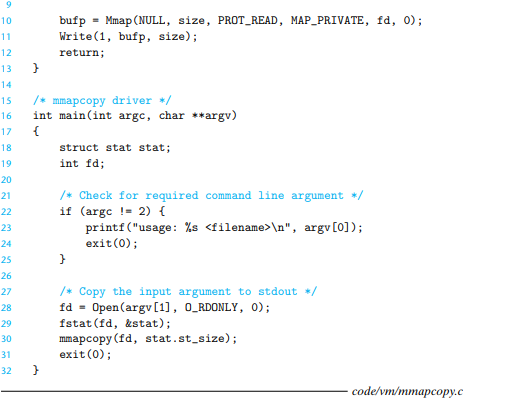 9
10 bufp = Mmap(NULL, size, PROT_READ, MAP_PRIVATE, fd, 0);
11 Write(1, bufp, size);
12 return;
13 }
14
15 /* mmapcopy driver */
16 int main(int argc, char **argv)
17 {
18 struct stat stat;
19 int fd;
20
21 /* Check for required command line argument */
22 if (argc != 2) {
23 printf("usage: %s <filename>\n", argv[0]);
24 exit(0);
25 }
26
27 /* Copy the input argument to stdout */
28 fd = Open(argv[1], O_RDONLY, 0);
29 fstat(fd, &stat);
30 mmapcopy(fd, stat.st_size);
31 exit(0);
32 }
code/vm/mmapcopy.c